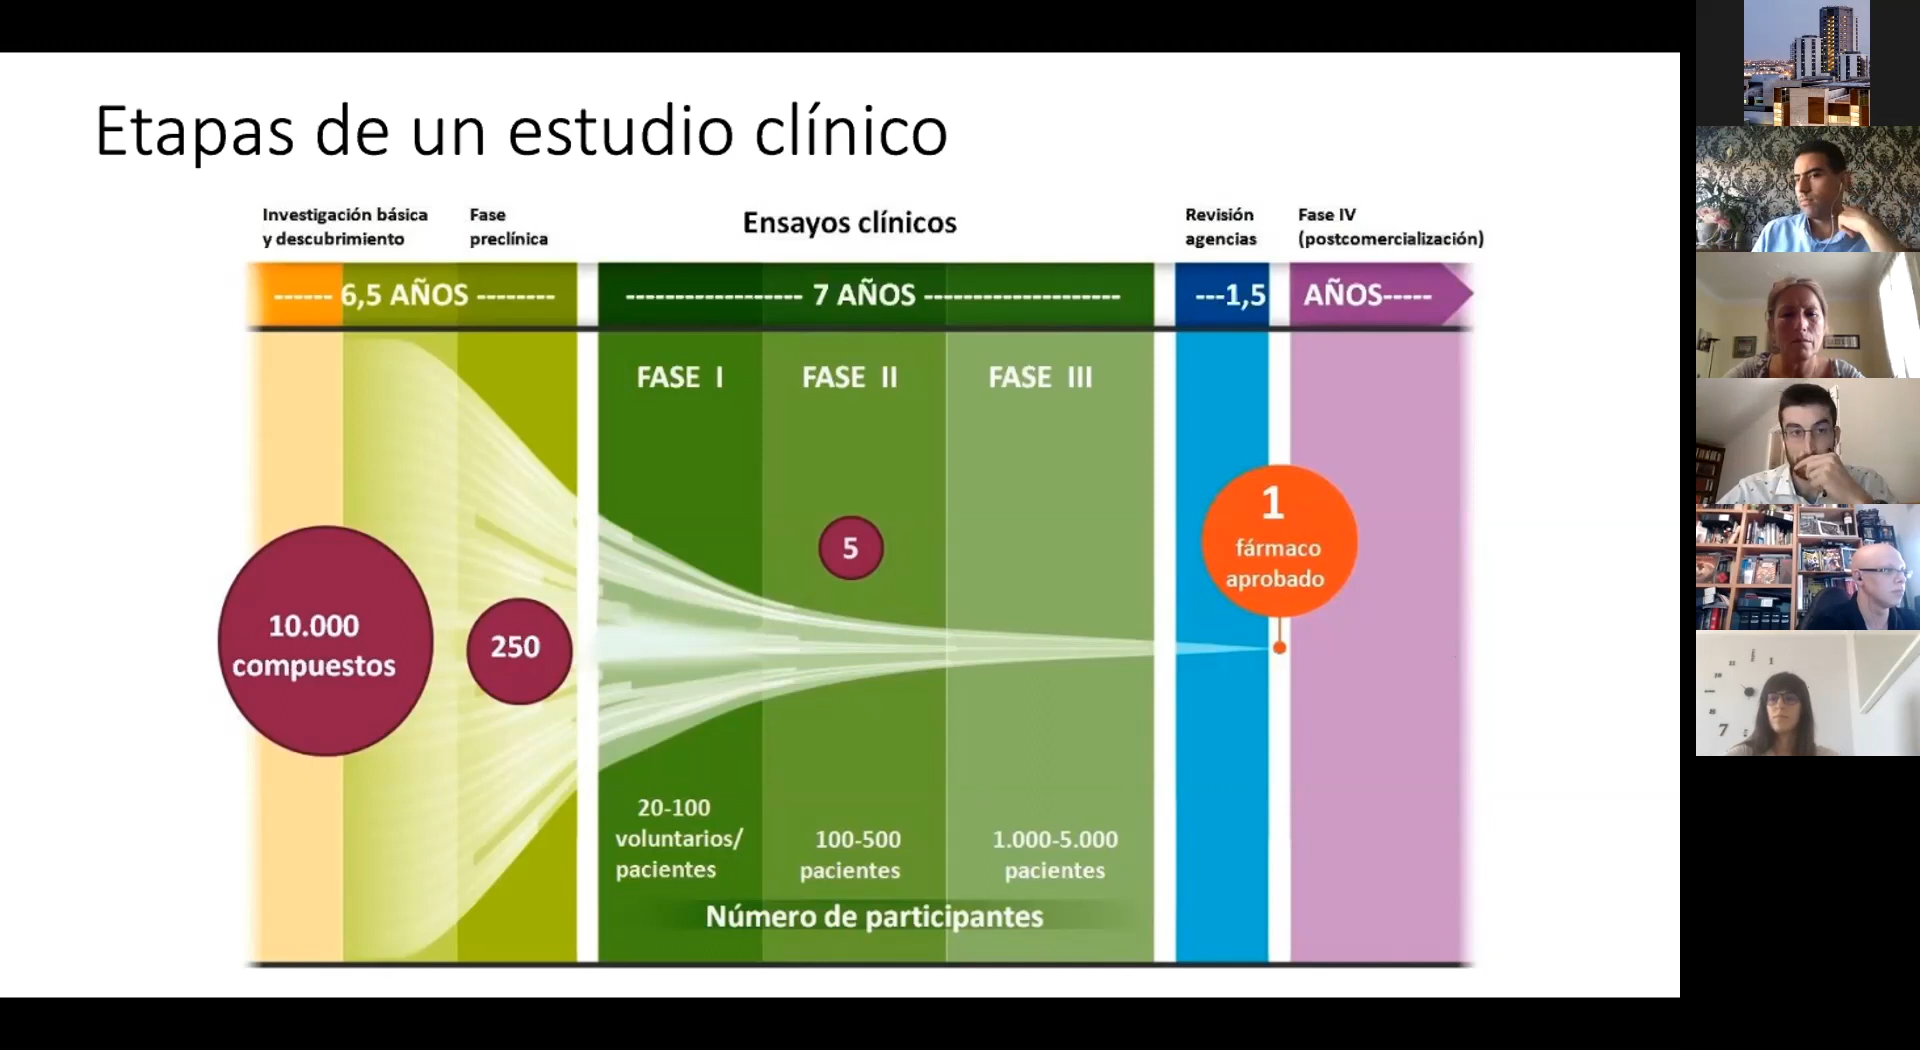 Etapas de un estudio clínico
Investigación básica
y descubrimiento
Fase
preclínica
Ensayos clínicos
Revisión
agencias
Fase IV
(postcomercialización)
------ 6,5 AÑOS --------
------------------ 7 AÑOS --------------------
---1,5 AÑOS-----
FASE I
FASE II
FASE III
10.000
compuestos
250
5
1
fármaco
aprobado
20-100
voluntarios/
pacientes
100-500
pacientes
1.000-5.000
pacientes
Número de participantes